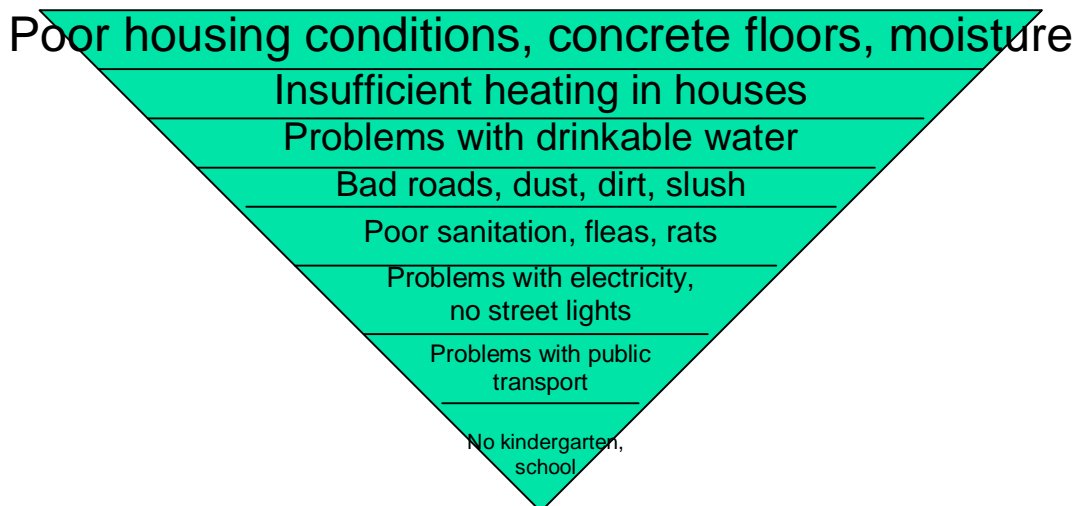 Poor housing conditions, concrete floors, moisture
Insufficient heating in houses
Problems with drinkable water
Bad roads, dust, dirt, slush
Poor sanitation, fleas, rats
Problems with electricity,
no street lights
Problems with public
transport
No kindergarten,
school